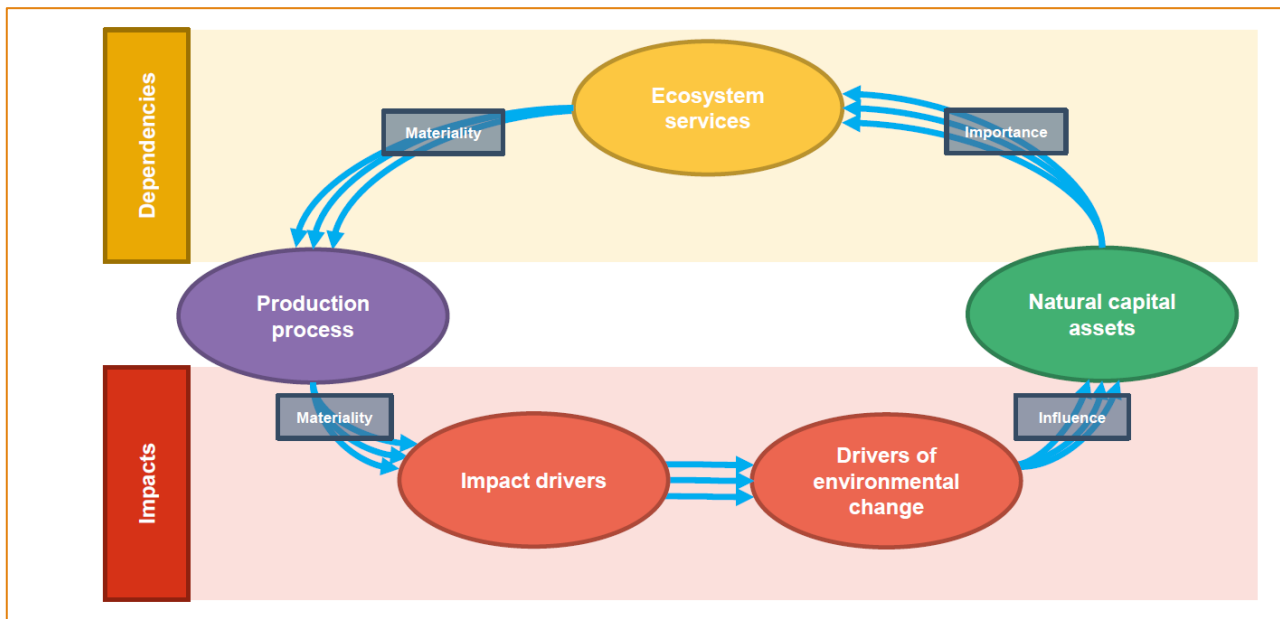 Dependencies
Ecosystem
services
Materiality
Importance
Production
process
Natural capital
assets
Impacts
Materiality
Influence
Impact drivers
Drivers of
environmental
change